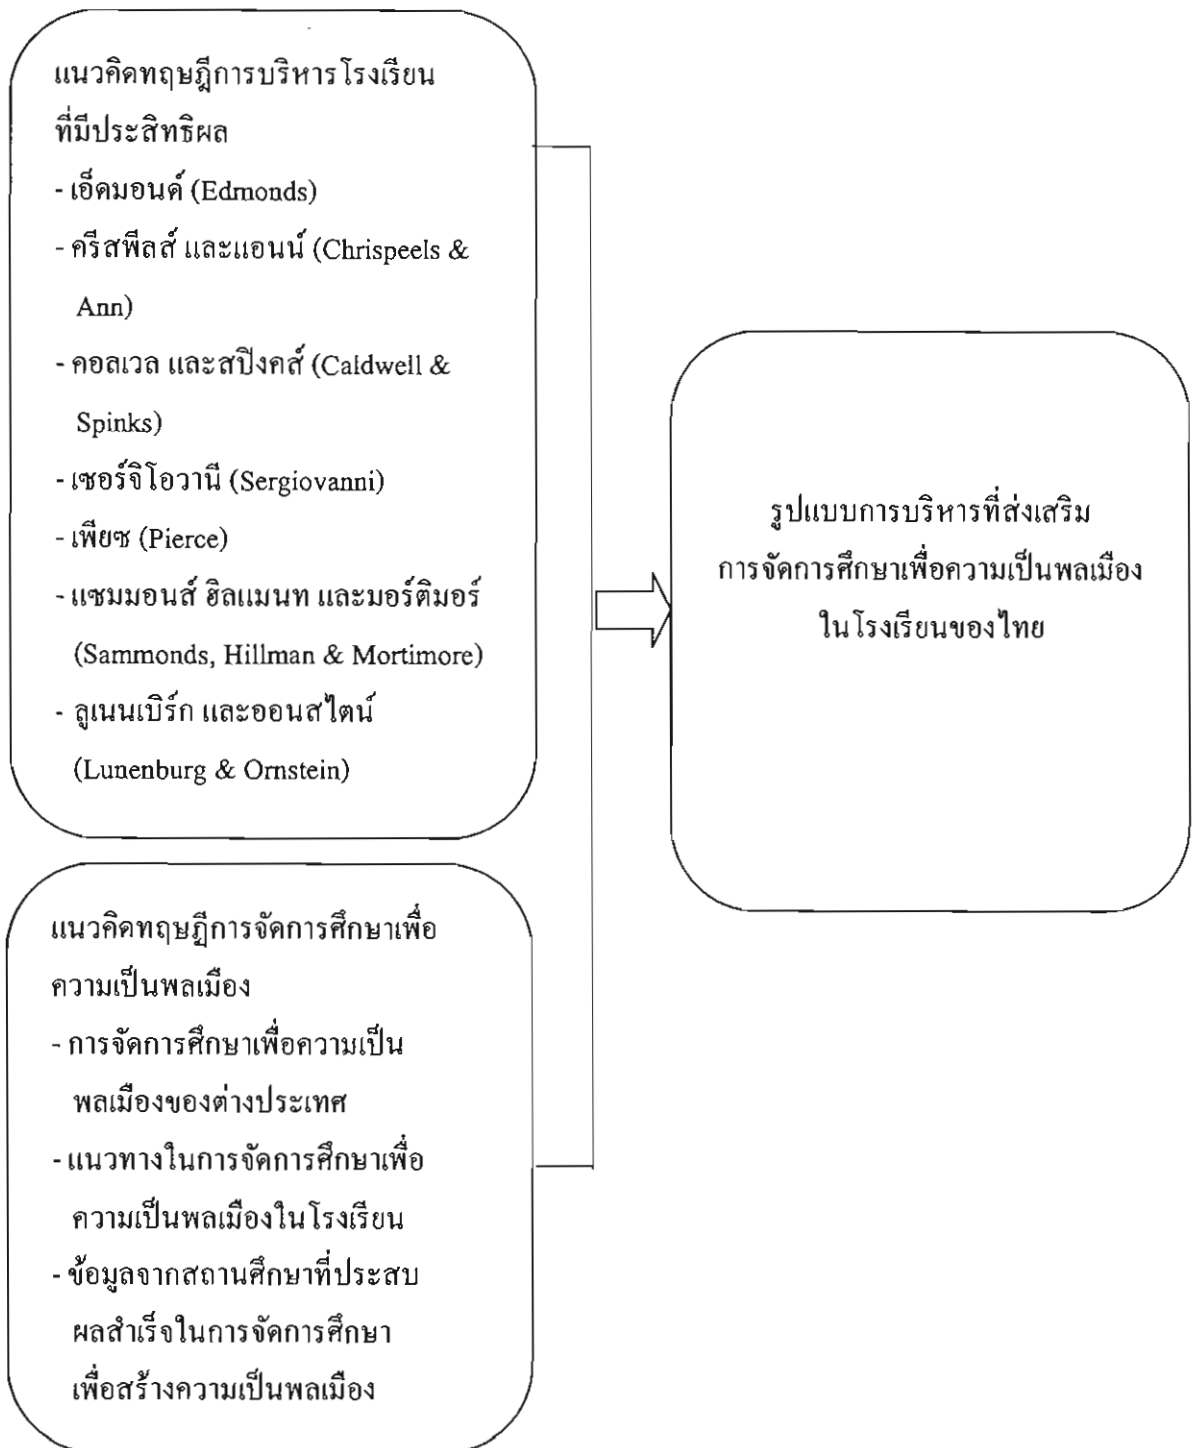 แนวคิดทฤษฎีการบริหารโรงเรียน
ที่มีประสิทธิผล
- เอ็ดมอนด์ (Edmonds)
- คริสพีลส์ และแอนน์ (Chrispeels &
Ann)
- คอลเวล และสปิงคส์ (Caldwell &
Spinks)
- เซอร์จิโอวานี (Sergiovanni)
- เพียซ (Pierce)
- แซมมอนส์ ฮิลแมนท และมอร์ติมอร์
(Sammonds, Hillman & Mortimore)
- ลูเนนเบิร์ก และออนสไตน์
(Lunenburg & Ornstein)
แนวคิดทฤษฎีการจัดการศึกษาเพื่อ
ความเป็นพลเมือง
- การจัดการศึกษาเพื่อความเป็น
พลเมืองของต่างประเทศ
- แนวทางในการจัดการศึกษาเพื่อ
ความเป็นพลเมืองในโรงเรียน
- ข้อมูลจากสถานศึกษาที่ประสบ
ผลสำเร็จในการจัดการศึกษา
เพื่อสร้างความเป็นพลเมือง
รูปแบบการบริหารที่ส่งเสริม
การจัดการศึกษาเพื่อความเป็นพลเมือง
ในโรงเรียนของไทย